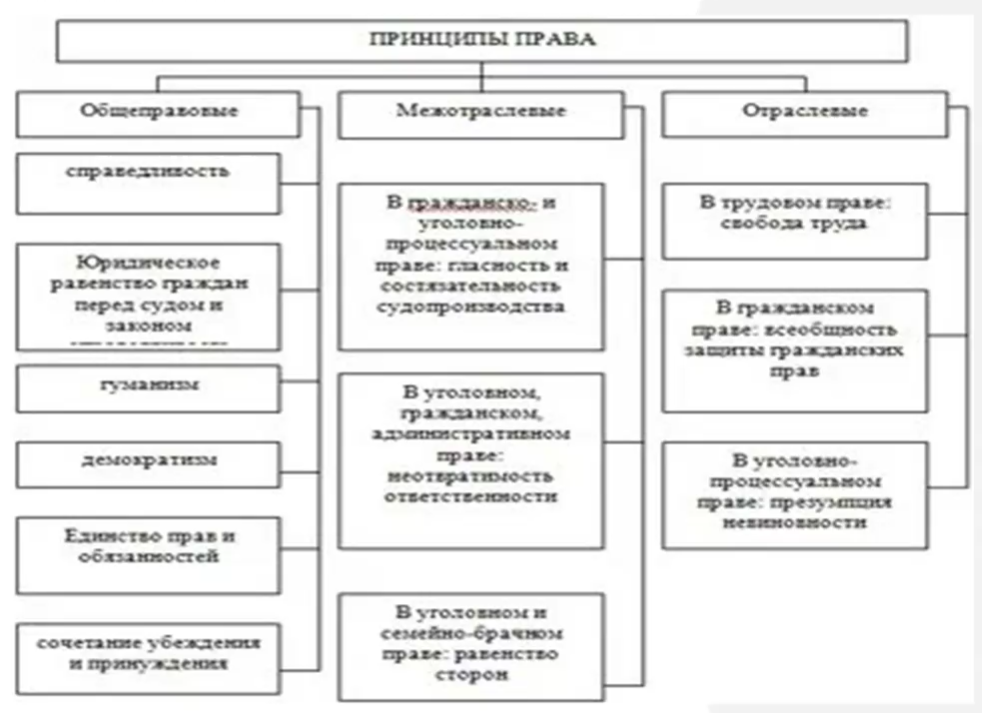 ПРИНЦИПЫ ПРАВА
Общеправовые
справедливость
Юридическое
равенство граждан
перед судом и
законом
гуманизм
демократизм
Единство прав и
обязанностей
сочетание убеждения
и принуждения
Межотраслевые
В гражданско- и
уголовно-
процессуальном
праве: гласность и
состязательность
судопроизводства
В уголовном,
гражданском,
административном
праве:
неотвратимость
ответственности
В уголовном и
семейно-брачном
праве: равенство
сторон
Отраслевые
В трудовом праве:
свобода труда
В гражданском
праве: всеобщность
защиты гражданских
прав
В уголовно-
процессуальном
праве: презумпция
невиновности